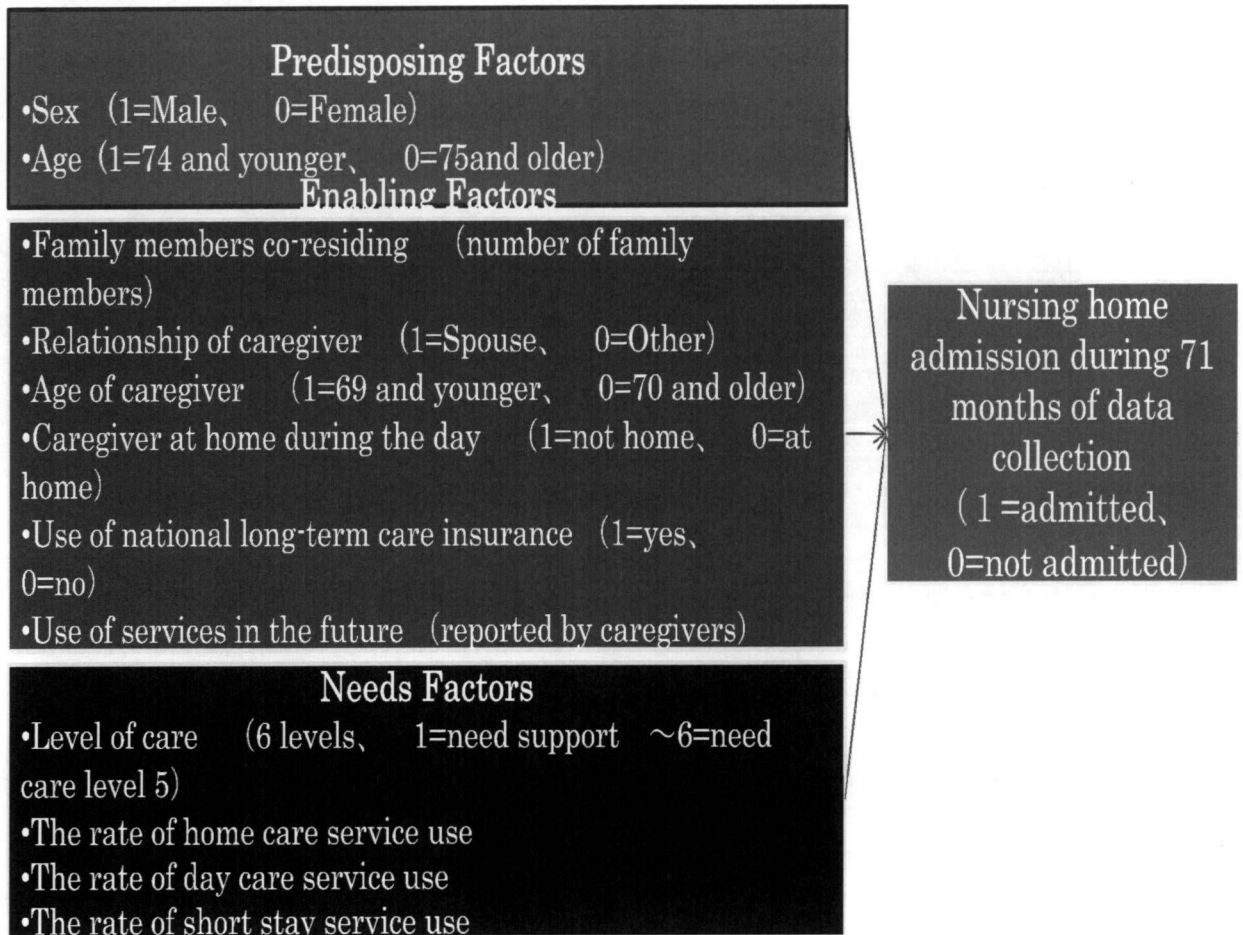 Predisposing Factors
•Sex （1=Male、 0=Female）
•Age （1=74 and younger、 0=75and older）
Enabling Factors
•Family members co-residing （number of family
members）
•Relationship of caregiver （1=Spouse、 0=Other）
•Age of caregiver （1=69 and younger、 0=70 and older）
•Caregiver at home during the day （1=not home、 0=at
home）
•Use of national long-term care insurance （1=yes、
0=no）
•Use of services in the future （reported by caregivers）
Needs Factors
•Level of care （6 levels、 1=need support ～6=need
care level 5）
•The rate of home care service use
•The rate of day care service use
•The rate of short stay service use
Nursing home
admission during 71
months of data
collection
（ 1 =admitted、
0=not admitted）